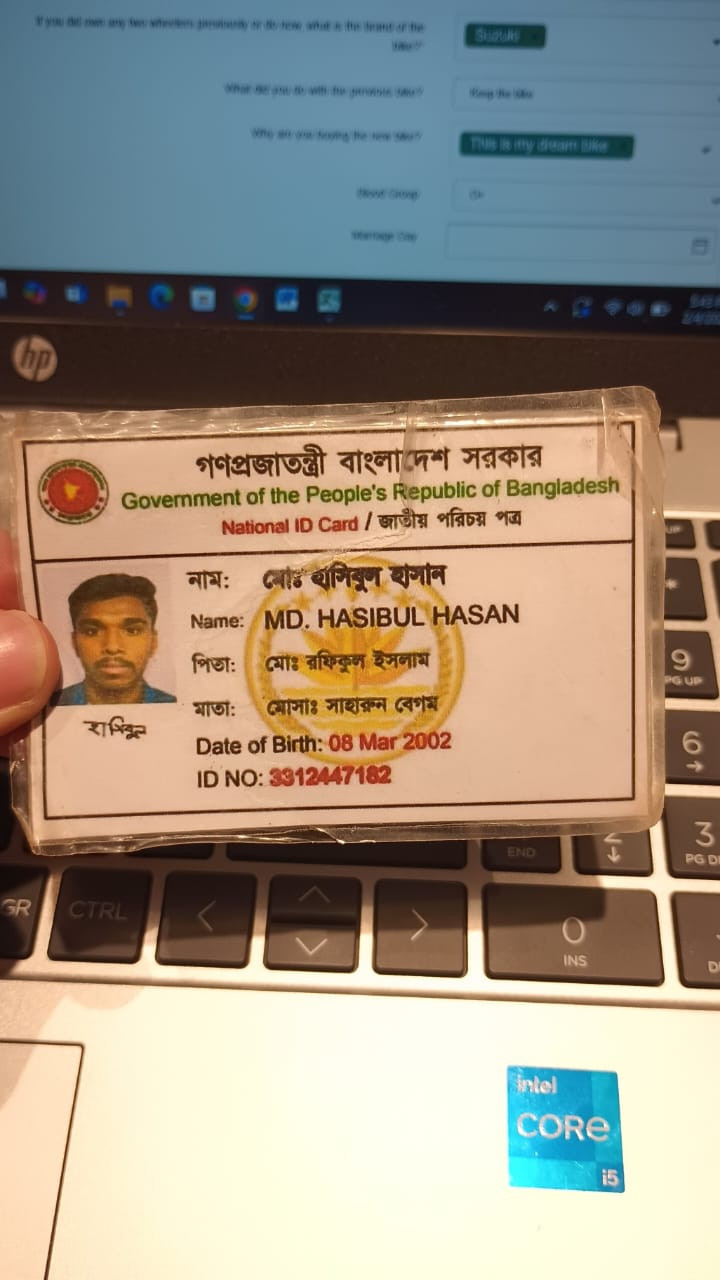 If you did own any two wheelers previously or do now, what is the brand of the
bike?*
Suzuki
What did you do with the previous bike?
Keep the bike
Why are you buying the new bike?
This is my dream bike
Blood Group
O+
Marriage Day
hp
গণপ্রজাতন্ত্রী বাংলাদেশ সরকার
Government of the People's Republic of Bangladesh
National ID Card / জাতীয় পরিচয় পত্র
নাম: মোঃ হাসিবুল হাসান
Name: MD. HASIBUL HASAN
পিতা: মোঃ রফিকুল ইসলাম
মাতা: মোসাঃ সাহারুন বেগম
হাসিবুল
Date of Birth: 08 Mar 2002
ID NO: 3312447182
9
PG UP
6
3
PG
END
2
GR
CTRL
0
INS
intel
CORE
i5